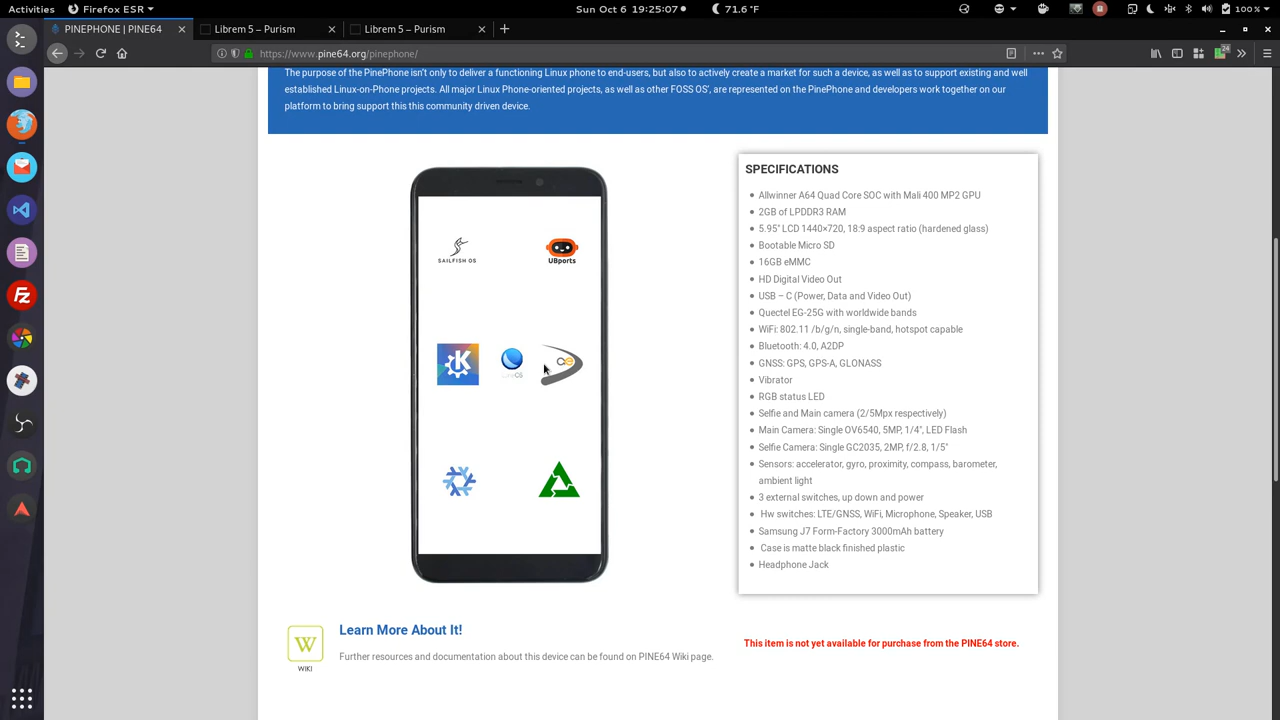 Firefox ESR
Sun Oct 6 19:25:07
71.6 °F
100 %
PINEPHONE | PINE64
Librem 5 – Purism
Librem 5 – Purism
https://www.pine64.org/pinephone/
24
The purpose of the PinePhone isn't only to deliver a functioning Linux phone to end-users, but also to actively create a market for such a device, as well as to support existing and well
established Linux-on-Phone projects. All major Linux Phone-oriented projects, as well as other FOSS OS', are represented on the PinePhone and developers work together on our
platform to bring support this this community driven device.
SAILFISH OS
UBports
SPECIFICATIONS
Allwinner A64 Quad Core SOC with Mali 400 MP2 GPU
2GB of LPDDR3 RAM
5.95" LCD 1440×720, 18:9 aspect ratio (hardened glass)
Bootable Micro SD
16GB eMMC
HD Digital Video Out
USB – C (Power, Data and Video Out)
Quectel EG-25G with worldwide bands
WiFi: 802.11 /b/g/n, single-band, hotspot capable
Bluetooth: 4.0, A2DP
GNSS: GPS, GPS-A, GLONASS
Vibrator
RGB status LED
Selfie and Main camera (2/5Mpx respectively)
Main Camera: Single OV6540, 5MP, 1/4", LED Flash
Selfie Camera: Single GC2035, 2MP, f/2.8, 1/5"
Sensors: accelerator, gyro, proximity, compass, barometer,
ambient light
3 external switches, up down and power
Hw switches: LTE/GNSS, WiFi, Microphone, Speaker, USB
Samsung J7 Form-Factory 3000mAh battery
Case is matte black finished plastic
Headphone Jack
W
WIKI
Learn More About It!
Further resources and documentation about this device can be found on PINE64 Wiki page.
This item is not yet available for purchase from the PINE64 store.